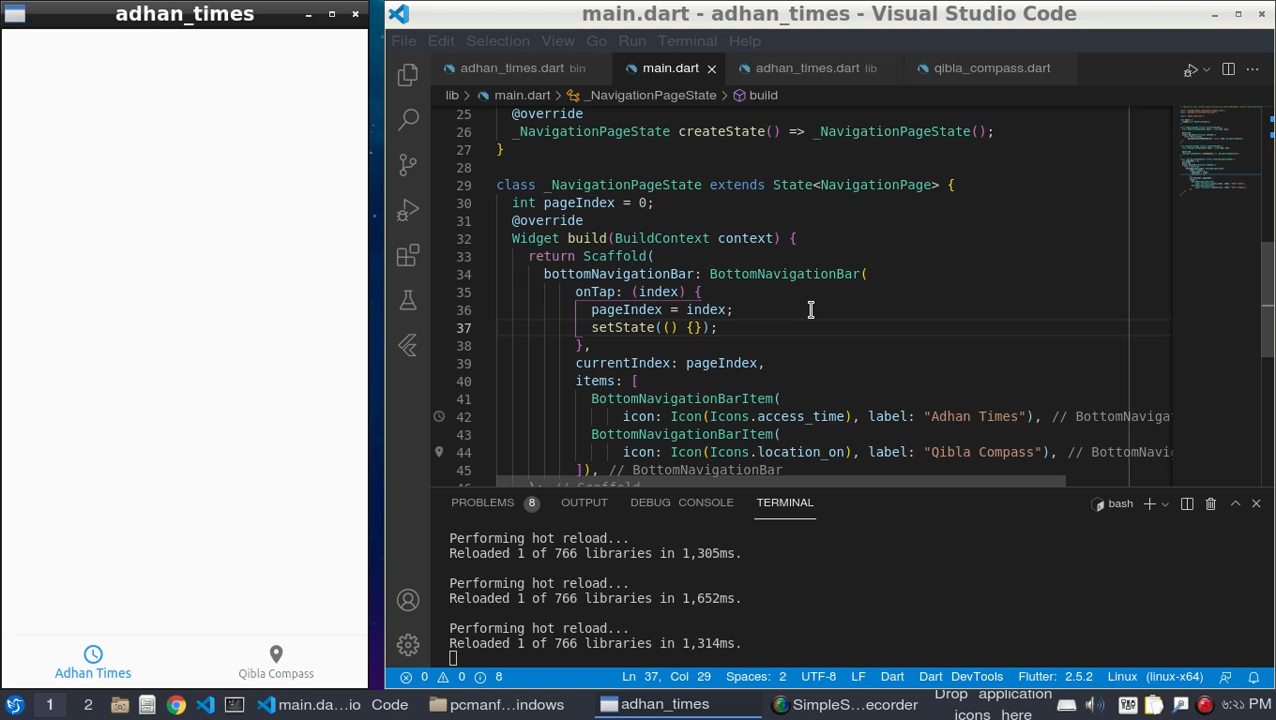 adhan_times
main.dart - adhan_times - Visual Studio Code
File Edit Selection View Go Run Terminal Help
adhan_times.dart bin main.dart adhan_times.dart lib qibla_compass.dart
lib > main.dart > _NavigationPageState > build
25 @override
26 _NavigationPageState createState() => _NavigationPageState();
27 }
28
29 class _NavigationPageState extends State<NavigationPage> {
30 int pageIndex = 0;
31 @override
32 Widget build(BuildContext context) {
33 return Scaffold(
34 bottomNavigationBar: BottomNavigationBar(
35 onTap: (index) {
36 pageIndex = index;
37 setState(() {});
38 },
39 currentIndex: pageIndex,
40 items: [
41 BottomNavigationBarItem(
42 icon: Icon(Icons.access_time), label: "Adhan Times"), // BottomNaviga
43 BottomNavigationBarItem(
44 icon: Icon(Icons.location_on), label: "Qibla Compass"), // BottomNavi
45 ]), // BottomNavigationBar
); // Scaffold
PROBLEMS 8 OUTPUT DEBUG CONSOLE TERMINAL bash
Performing hot reload...
Reloaded 1 of 766 libraries in 1,305ms.
Performing hot reload...
Reloaded 1 of 766 libraries in 1,652ms.
Performing hot reload...
Reloaded 1 of 766 libraries in 1,314ms.
Adhan Times Qibla Compass
0 0 8 Ln 37, Col 29 Spaces: 2 UTF-8 LF Dart Dart DevTools Flutter: 2.5.2 Linux (linux-x64)
1 2 main.da...io Code pcmanf...indows adhan_times SimpleS...ecorder Drop application icons here ٦:٢١ PM